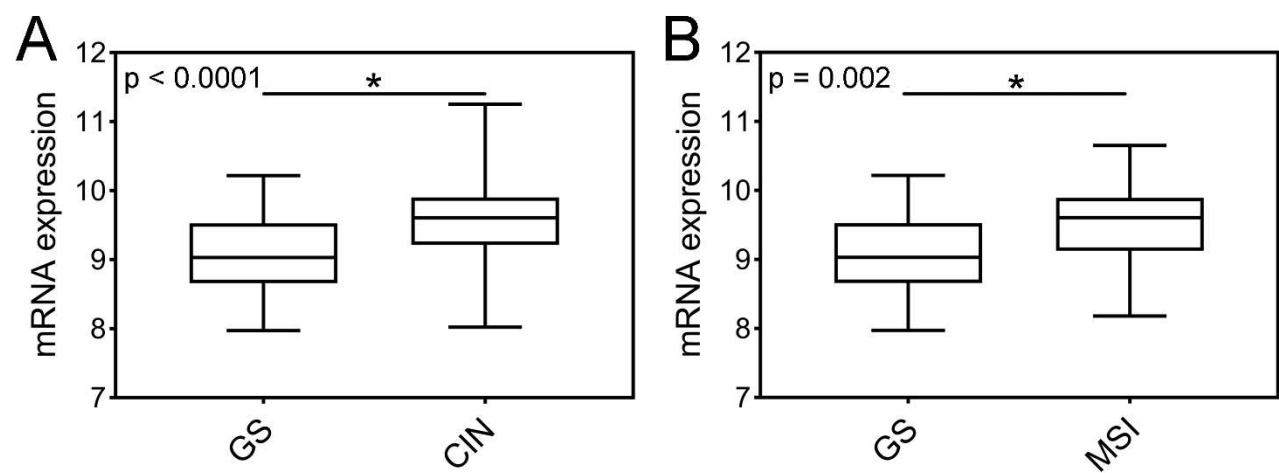 A
12
11
10
9
8
7
mRNA expression
p < 0.0001
*
GS
CIN
B
12
11
10
9
8
7
mRNA expression
p = 0.002
*
GS
MSI